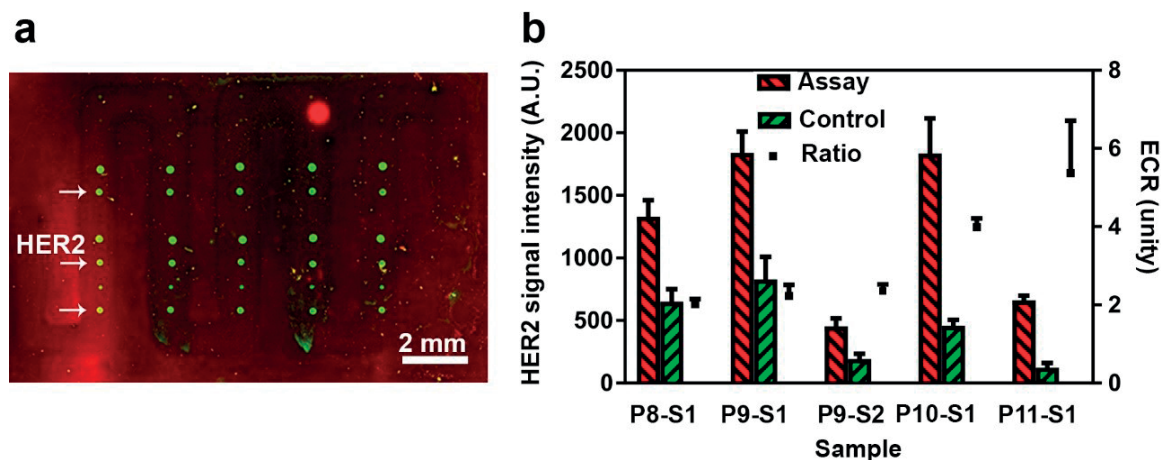 a
HER2
2 mm
b
HER2 signal intensity (A.U.)
2500
2000
1500
1000
500
0
Assay
Control
Ratio
8
6
4
2
0
ECR (unity)
P8-S1 P9-S1 P9-S2 P10-S1 P11-S1
Sample